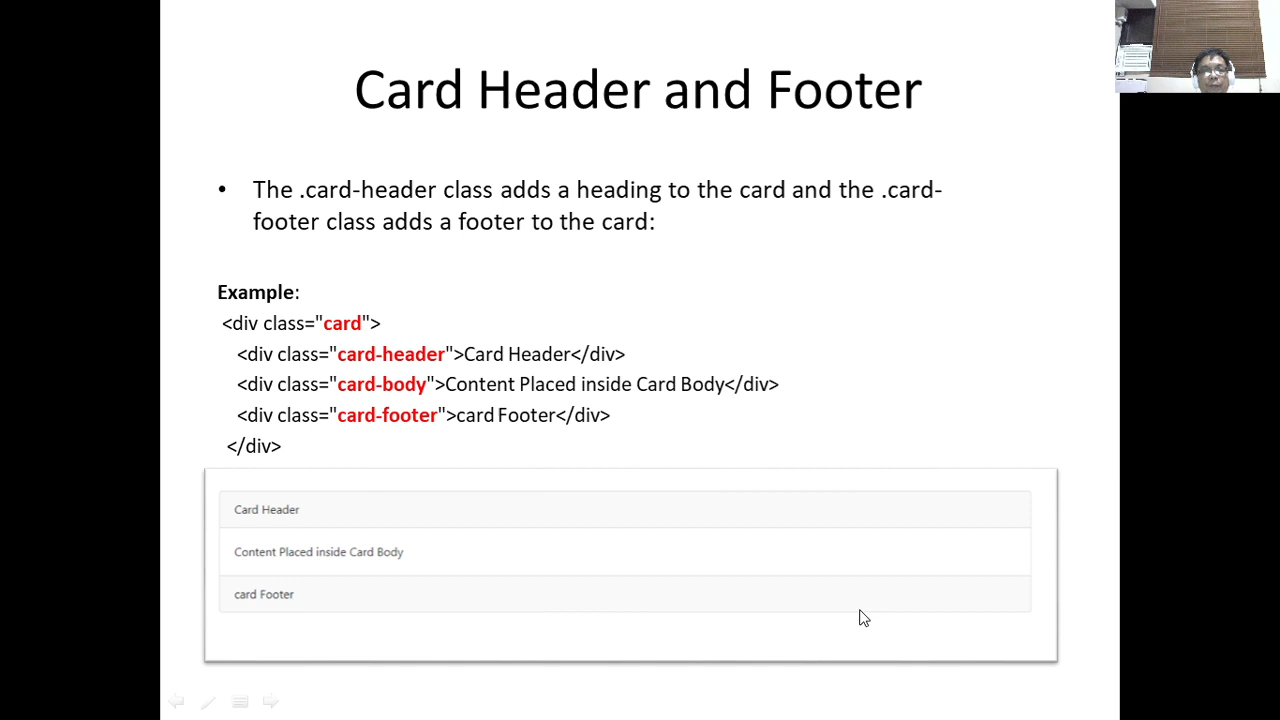 Card Header and Footer
• The .card-header class adds a heading to the card and the .card-
footer class adds a footer to the card:
Example:
<div class="card">
<div class="card-header">Card Header</div>
<div class="card-body">Content Placed inside Card Body</div>
<div class="card-footer">card Footer</div>
</div>
Card Header
Content Placed inside Card Body
card Footer